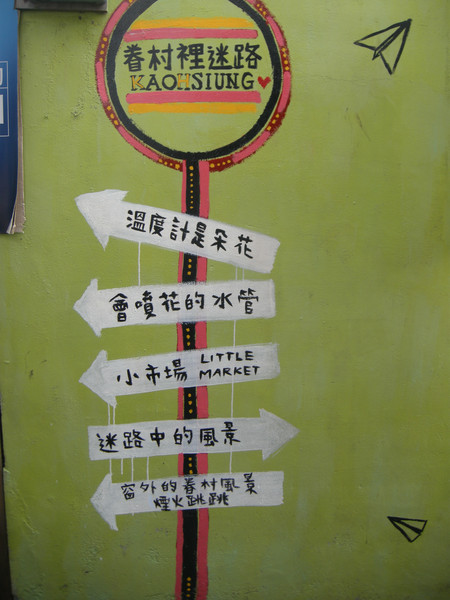 眷村裡迷路
KAOHSIUNG
溫度計是朵花
會噴花的水管
小市場 LITTLE MARKET
迷路中的風景
窗外的眷村風景
煙火跳跳